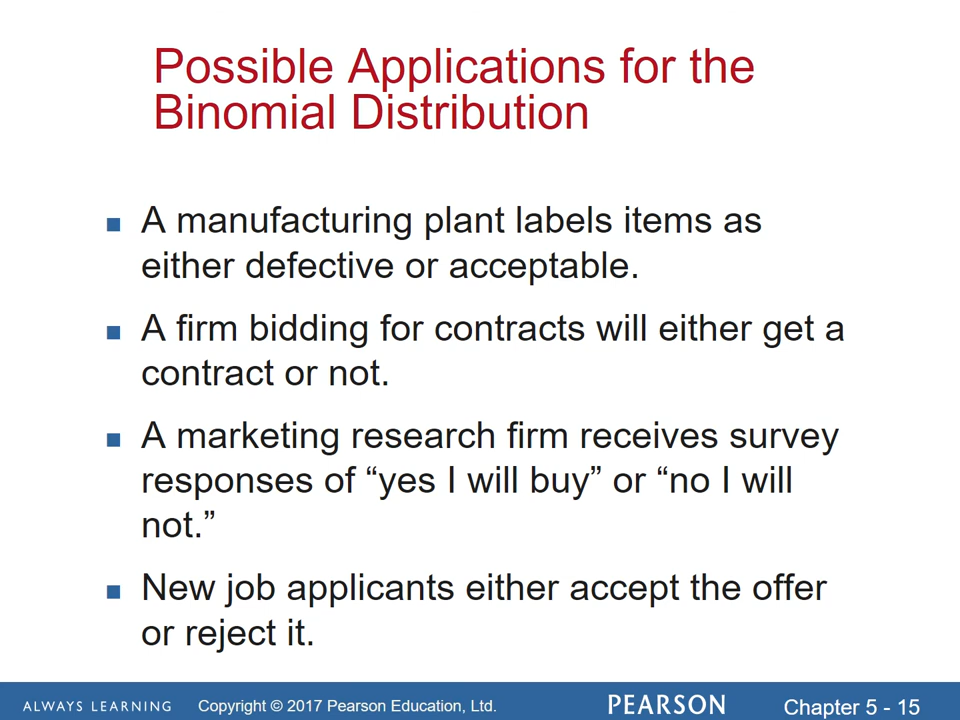 Possible Applications for the
Binomial Distribution
A manufacturing plant labels items as
either defective or acceptable.
A firm bidding for contracts will either get a
contract or not.
A marketing research firm receives survey
responses of “yes I will buy” or “no I will
not.”
New job applicants either accept the offer
or reject it.
ALWAYS LEARNING Copyright © 2017 Pearson Education, Ltd. PEARSON Chapter 5 - 15